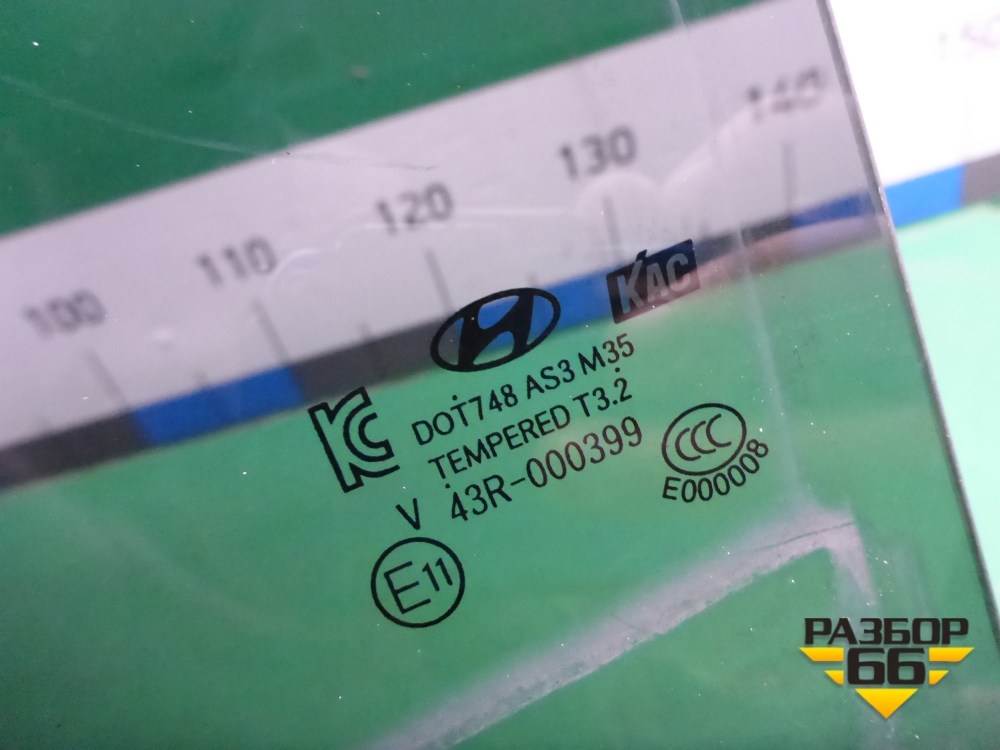 100 110 120 130 140 150
KAC
DOT748 AS3 M35
TEMPERED T3.2
V 43R-000399
CCC
E000008
E11
РАЗБОР
66